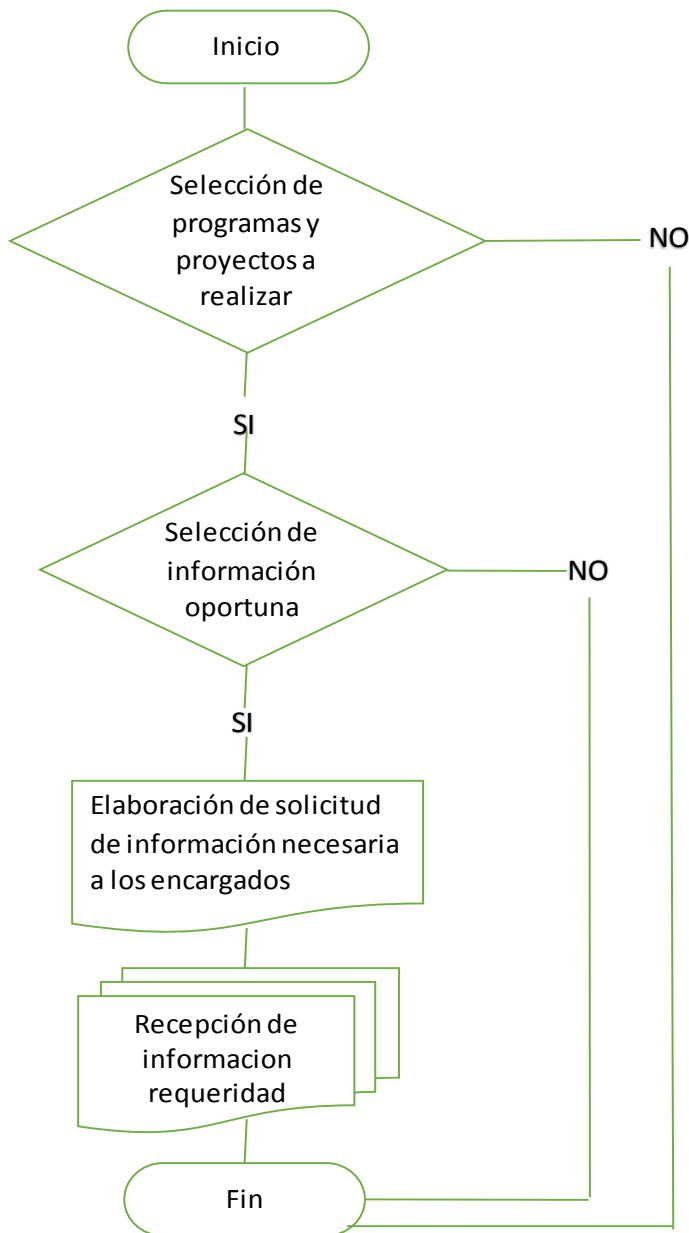 Inicio
Selección de
programas y
proyectos a
realizar
NO
SI
Selección de
información
oportuna
NO
SI
Elaboración de solicitud
de información necesaria
a los encargados
Recepción de
informacion
requeridad
Fin